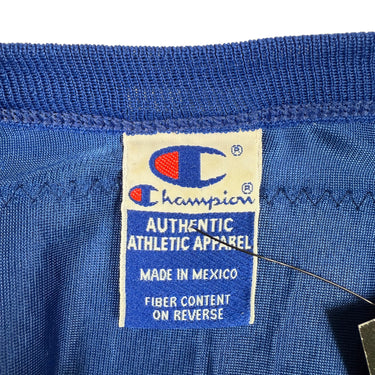 ®
Champion®
AUTHENTIC
ATHLETIC APPAREL
MADE IN MEXICO
FIBER CONTENT
ON REVERSE